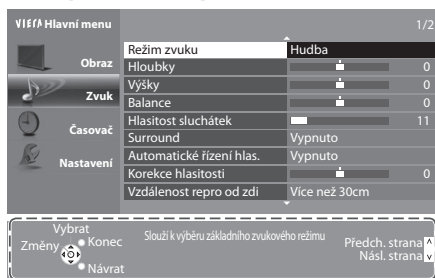 VIErA Hlavní menu 1/2
Obraz
Zvuk
Časovač
Nastavení
Režim zvuku Hudba
Hloubky 0
Výšky 0
Balance 0
Hlasitost sluchátek 11
Surround Vypnuto
Automatické řízení hlas. Vypnuto
Korekce hlasitosti 0
Vzdálenost repro od zdi Více než 30cm
Vybrat
Změny Konec
Návrat
Slouží k výběru základního zvukového režimu
Předch. strana
Násl. strana